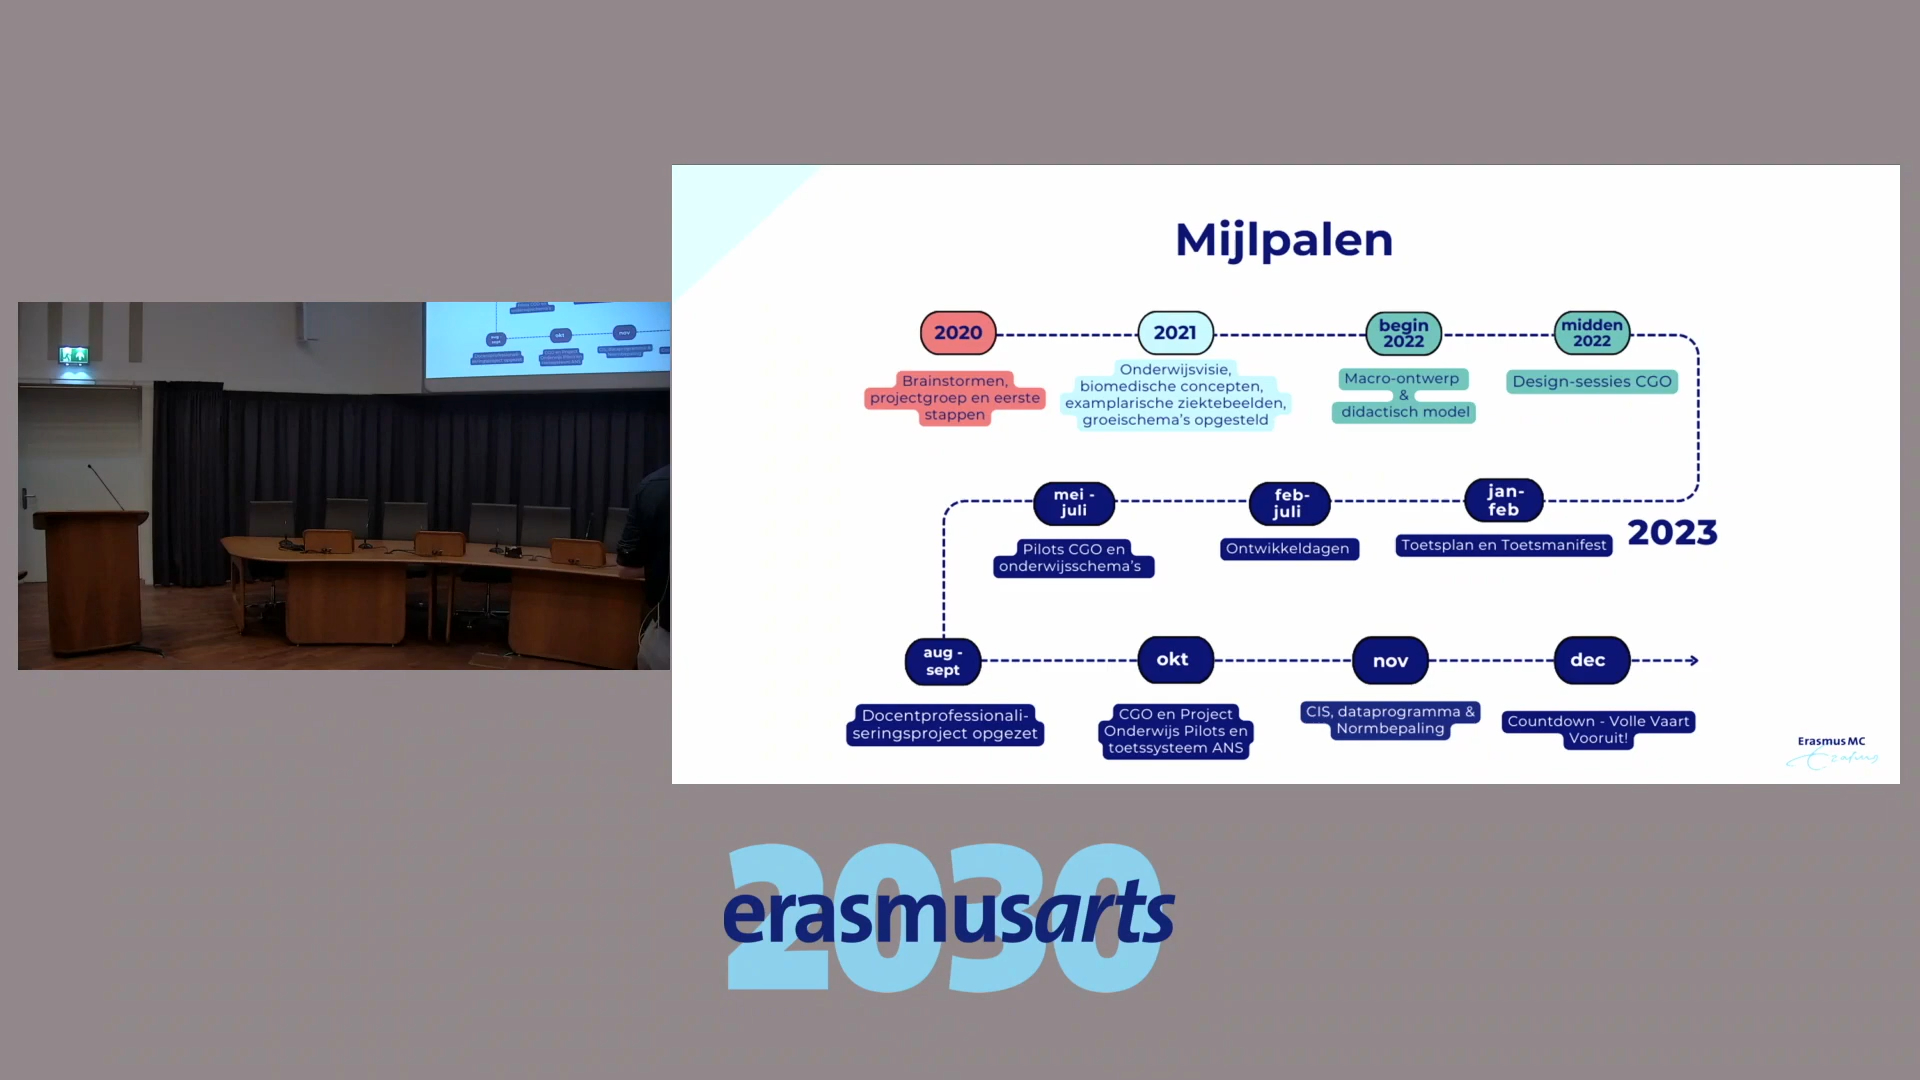 Mijlpalen
2020
Brainstormen,
projectgroep en eerste
stappen
2021
Onderwijsvisie,
biomedische concepten,
examplarische ziektebeelden,
groeischema's opgesteld
begin
2022
Macro-ontwerp
&
didactisch model
midden
2022
Design-sessies CGO
2023
jan-
feb
Toetsplan en Toetsmanifest
feb-
juli
Ontwikkeldagen
mei -
juli
Pilots CGO en
onderwijsschema's
aug -
sept
Docentprofessionali-
seringsproject opgezet
okt
CGO en Project
Onderwijs Pilots en
toetssysteem ANS
nov
CIS, dataprogramma &
Normbepaling
dec
Countdown - Volle Vaart
Vooruit!
Erasmus MC
Erasmus
2030
erasmusarts